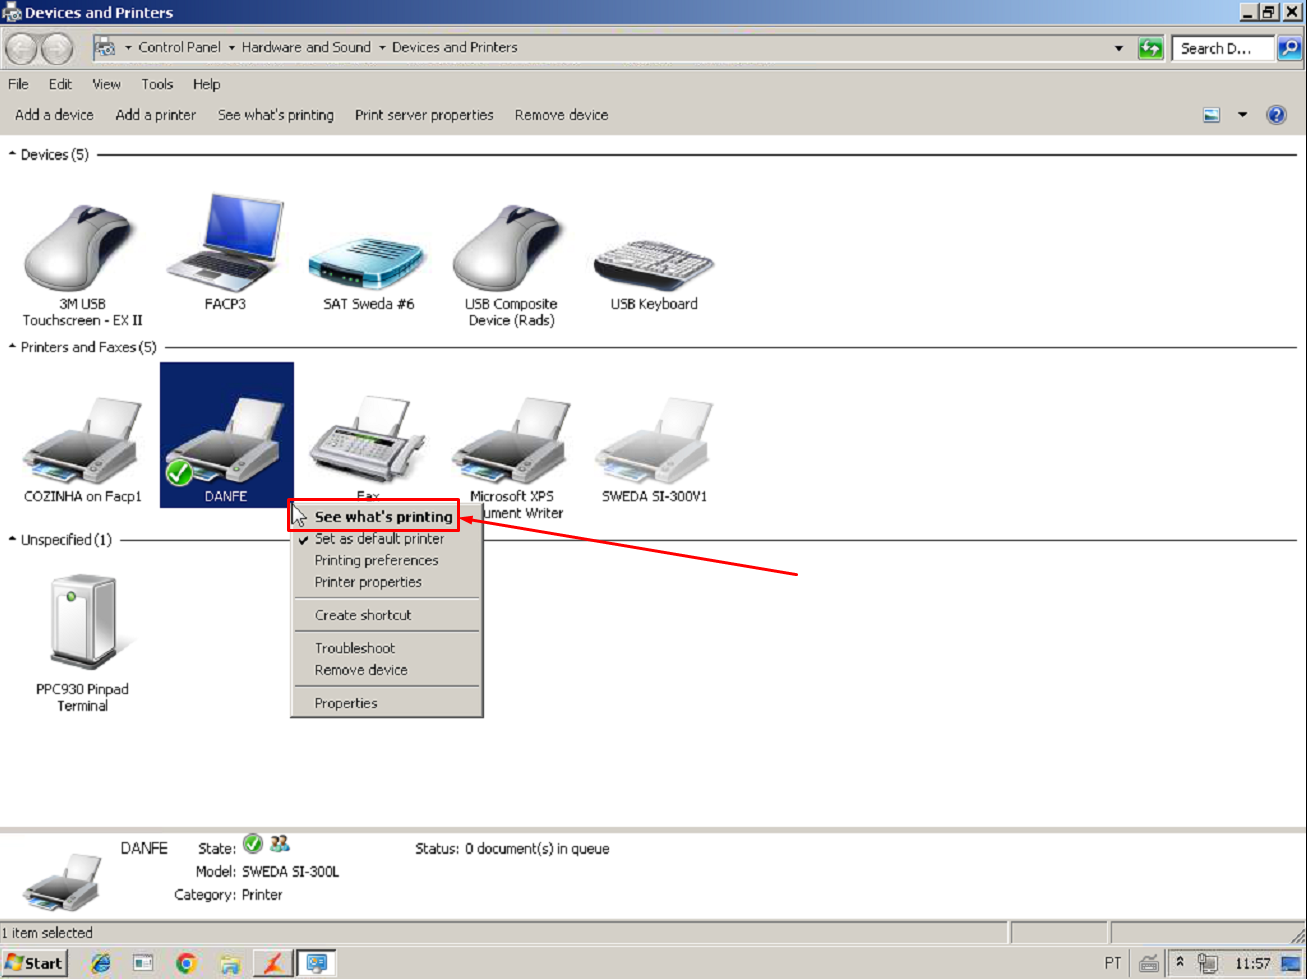 Devices and Printers
Control Panel Hardware and Sound Devices and Printers
Search D...
File Edit View Tools Help
Add a device Add a printer See what's printing Print server properties Remove device
Devices (5)
3M USB
Touchscreen - EX II
FACP3
SAT Sweda #6
USB Composite
Device (Rads)
USB Keyboard
Printers and Faxes (5)
COZINHA on Facp1
DANFE
Fax
Microsoft XPS
ument Writer
SWEDA SI-300V1
See what's printing
Set as default printer
Printing preferences
Printer properties
Create shortcut
Troubleshoot
Remove device
Properties
Unspecified (1)
PPC930 Pinpad
Terminal
DANFE State: Status: 0 document(s) in queue
Model: SWEDA SI-300L
Category: Printer
1 item selected
Start PT 11:57